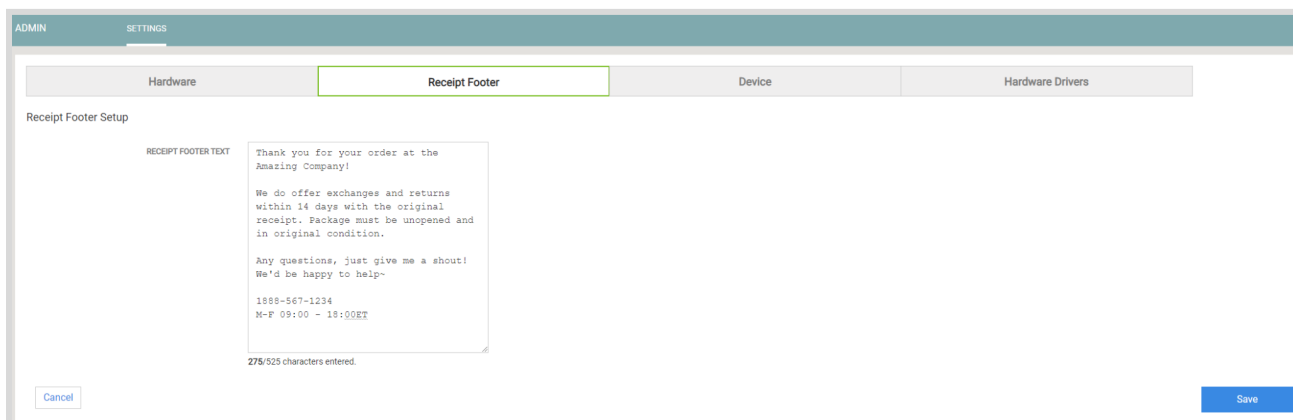 ADMIN SETTINGS
Hardware Receipt Footer Device Hardware Drivers
Receipt Footer Setup
RECEIPT FOOTER TEXT
Thank you for your order at the
Amazing Company!
We do offer exchanges and returns
within 14 days with the original
receipt. Package must be unopened and
in original condition.
Any questions, just give me a shout!
We'd be happy to help~
1888-567-1234
M-F 09:00 - 18:00ET
275/525 characters entered.
Cancel Save